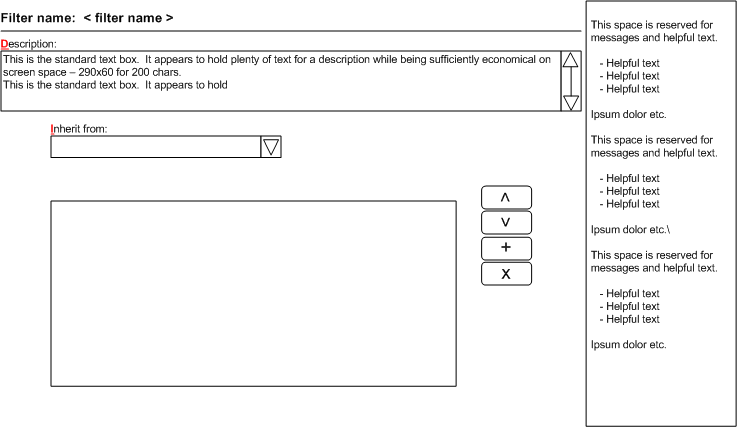 Filter name: < filter name >
Description:
This is the standard text box. It appears to hold plenty of text for a description while being sufficiently economical on
screen space – 290x60 for 200 chars.
This is the standard text box. It appears to hold
Inherit from:
^
v
+
x
This space is reserved for
messages and helpful text.
- Helpful text
- Helpful text
- Helpful text
Ipsum dolor etc.
This space is reserved for
messages and helpful text.
- Helpful text
- Helpful text
- Helpful text
Ipsum dolor etc.\
This space is reserved for
messages and helpful text.
- Helpful text
- Helpful text
- Helpful text
Ipsum dolor etc.